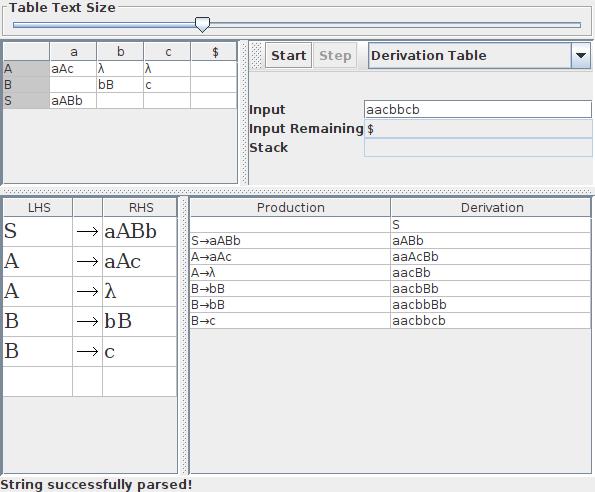 Table Text Size
a b c $
A aAc λ λ
B bB c
S aABb
Start Step Derivation Table
Input aacbbcb
Input Remaining $
Stack
LHS RHS
S → aABb
A → aAc
A → λ
B → bB
B → c
Production Derivation
S
S→aABb aABb
A→aAc aaAcBb
A→λ aacBb
B→bB aacbBb
B→bB aacbbBb
B→c aacbbcb
String successfully parsed!